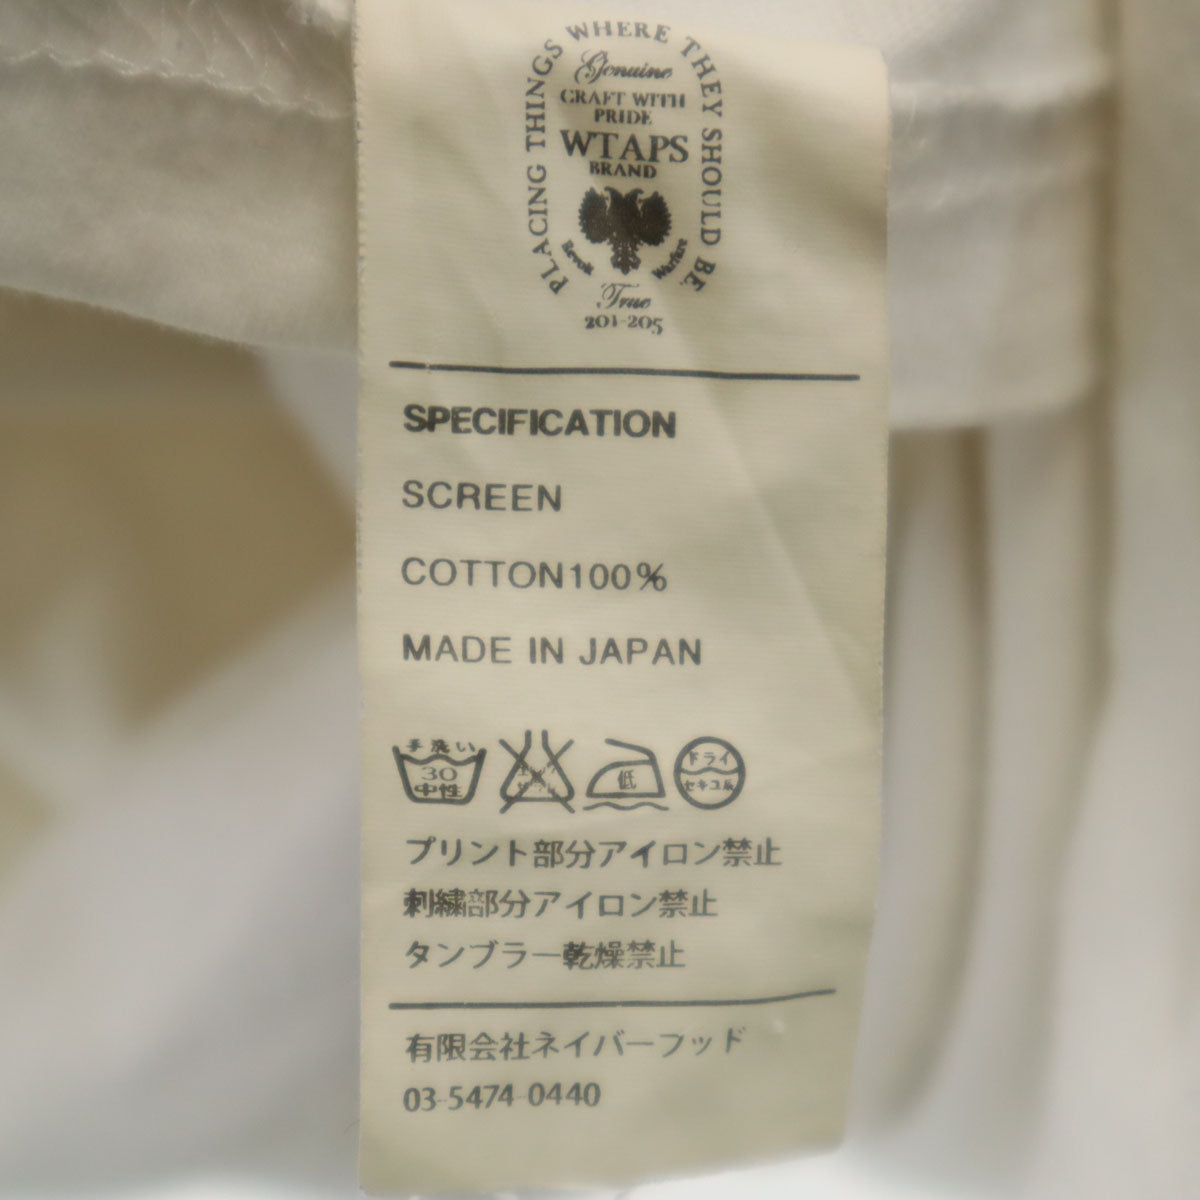 PLACING THINGS WHERE THEY SHOULD BE
Genuine
CRAFT WITH
PRIDE
WTAPS
BRAND
Revolt Warfare
True
201-205
SPECIFICATION
SCREEN
COTTON100%
MADE IN JAPAN
手洗い
30
中性
低
ドライ
セキユ系
プリント部分アイロン禁止
刺繍部分アイロン禁止
タンブラー乾燥禁止
有限会社ネイバーフッド
03-5474-0440